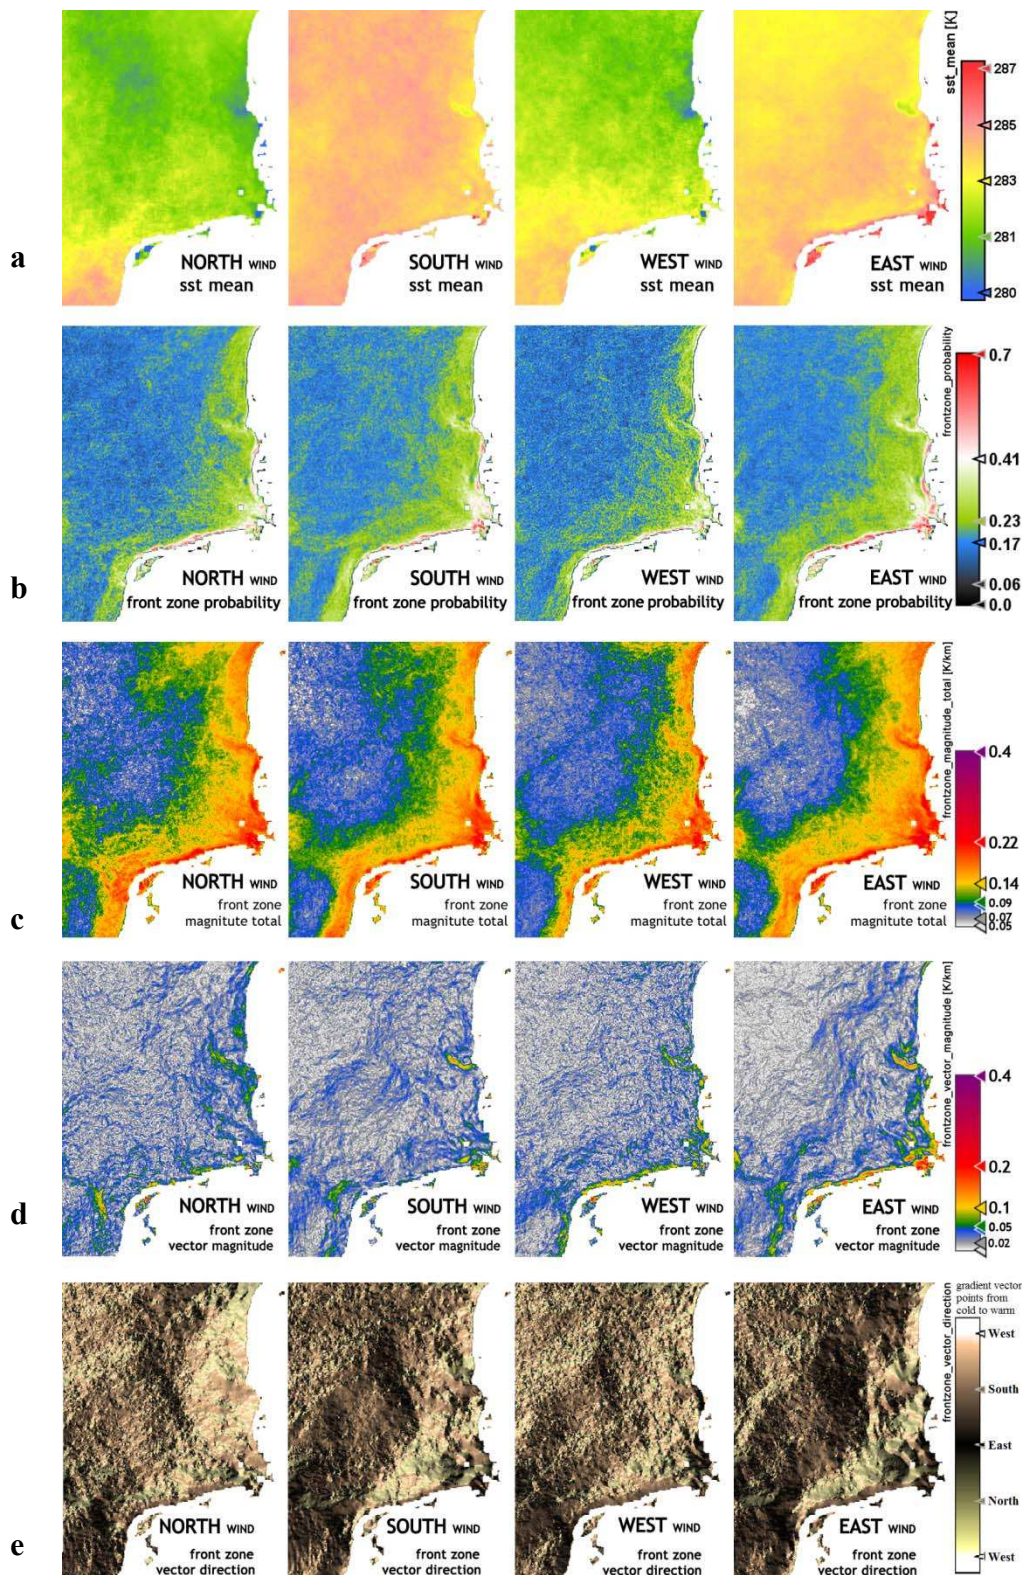 a
NORTH WIND
sst mean
SOUTH WIND
sst mean
WEST WIND
sst mean
EAST WIND
sst mean
sst_mean [K]
287
285
283
281
280
b
NORTH WIND
front zone probability
SOUTH WIND
front zone probability
WEST WIND
front zone probability
EAST WIND
front zone probability
frontzone_probability
0.7
0.41
0.23
0.17
0.06
0.0
c
NORTH WIND
front zone
magnitute total
SOUTH WIND
front zone
magnitute total
WEST WIND
front zone
magnitute total
EAST WIND
front zone
magnitute total
frontzone_magnitude_total [K/km]
0.4
0.22
0.14
0.09
0.07
0.05
d
NORTH WIND
front zone
vector magnitude
SOUTH WIND
front zone
vector magnitude
WEST WIND
front zone
vector magnitude
EAST WIND
front zone
vector magnitude
frontzone_vector_magnitude [K/km]
0.4
0.2
0.1
0.05
0.02
e
NORTH WIND
front zone
vector direction
SOUTH WIND
front zone
vector direction
WEST WIND
front zone
vector direction
EAST WIND
front zone
vector direction
frontzone_vector_direction
gradient vector
points from
cold to warm
West
South
East
North
West